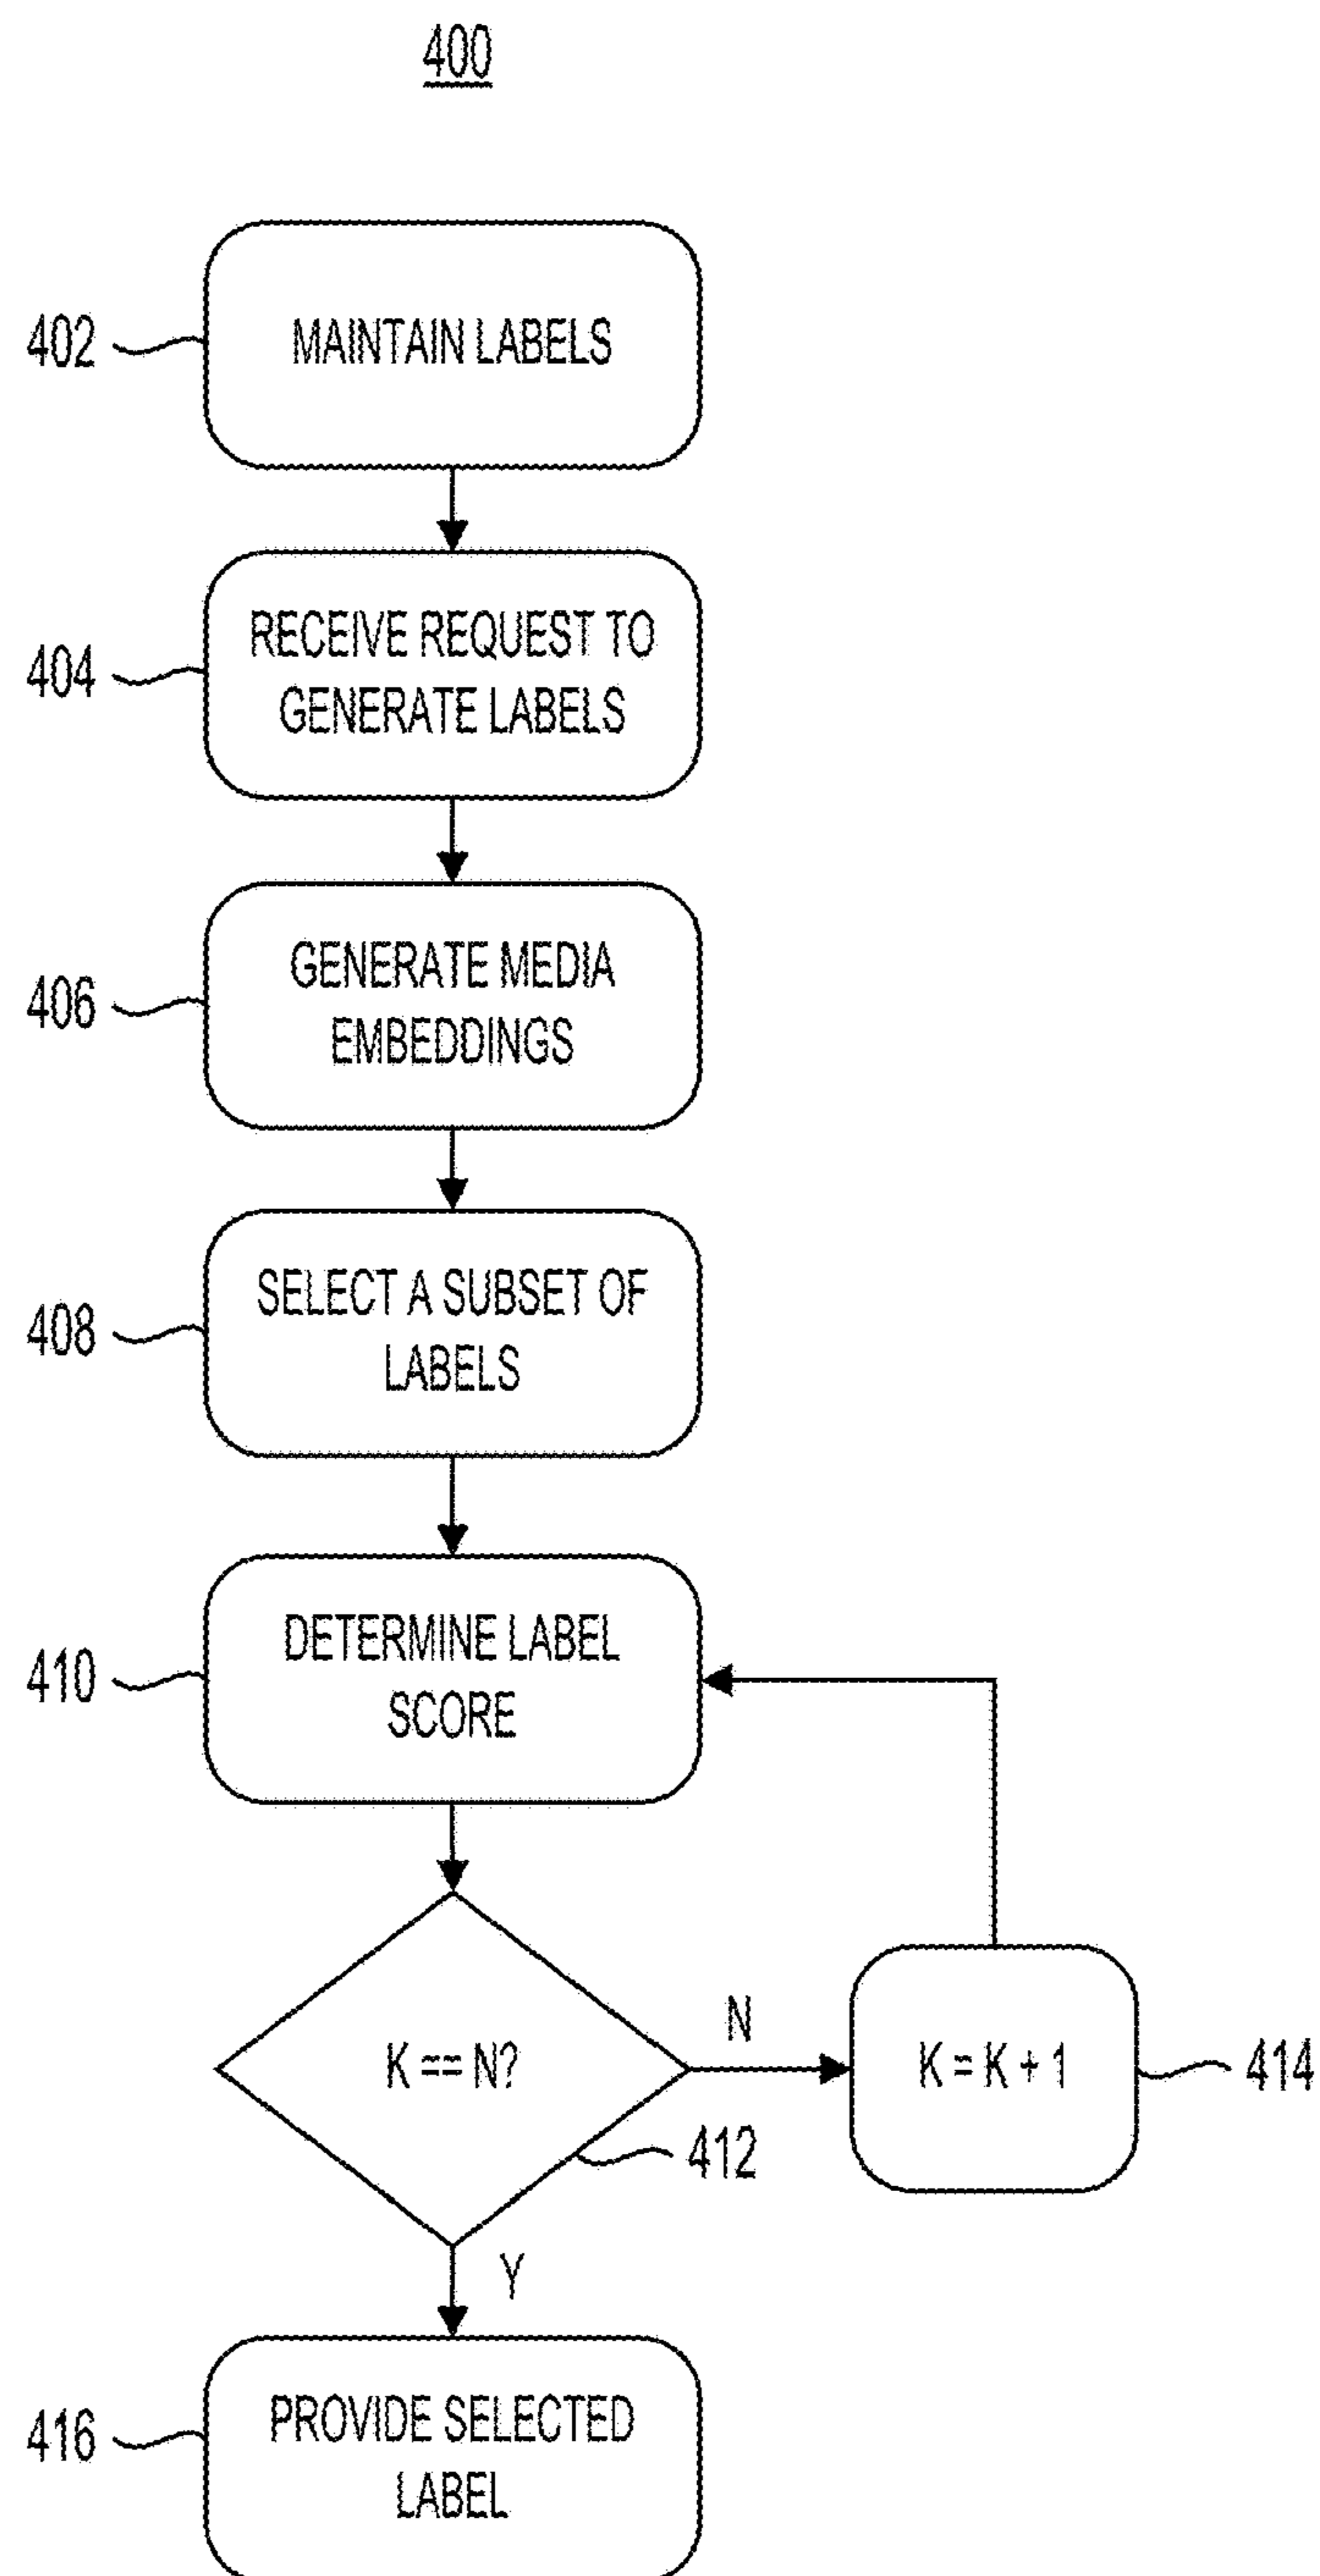 400
402
MAINTAIN LABELS
404
RECEIVE REQUEST TO
GENERATE LABELS
406
GENERATE MEDIA
EMBEDDINGS
408
SELECT A SUBSET OF
LABELS
410
DETERMINE LABEL
SCORE
K == N?
N
K = K + 1
414
412
Y
416
PROVIDE SELECTED
LABEL